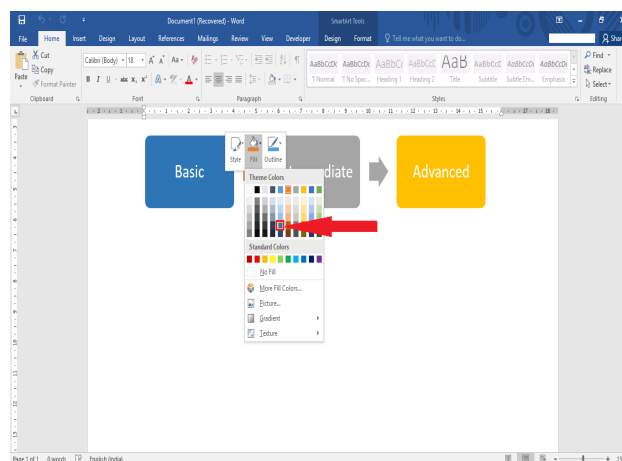 Document1 (Recovered) - Word
SmartArt Tools
File Home Insert Design Layout References Mailings Review View Developer Design Format Tell me what you want to do... Shar
Cut
Copy
Format Painter
Paste
Calibri (Body) 18
AaBbCcDc AaBbCcDc AaBbCc AaBbCcC AaB AaBbCcC AaBbCcDc AaBbCcDc
¶ Normal ¶ No Spac... Heading 1 Heading 2 Title Subtitle Subtle Em... Emphasis
Find
Replace
Select
Clipboard Font Paragraph Styles Editing
Style Fill Outline
Basic
diate
Advanced
Theme Colors
Standard Colors
No Fill
More Fill Colors...
Picture...
Gradient
Texture
Page 1 of 1 0 words English (India)